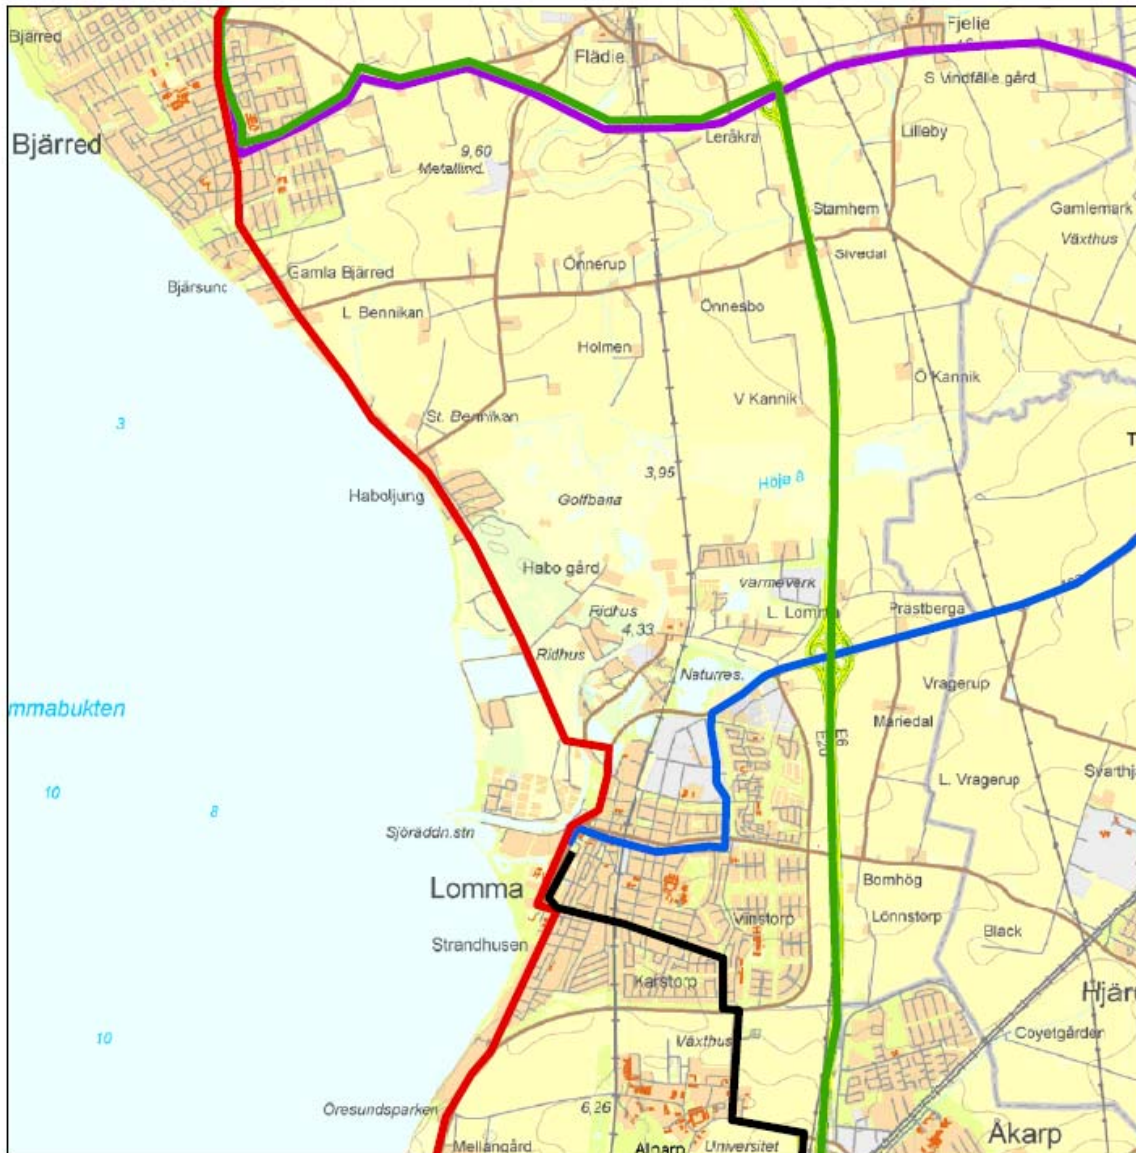 Bjärred
Fjelie
Flädie
S Vindfälle gård
Bjärred
Leråkra
Lilleby
9,60
Metallind.
Stamhem
Gamlemark
Växthus
Sivedal
Önnerup
Gamla Bjärred
Bjärsund
L. Bennikan
Önnesbo
Holmen
Ö Kannik
V Kannik
St. Bennikan
3
T
3,95
Höje å
Haboljung
Golfbana
Habo gård
Värmeverk
Ridhus
L. Lomma
Prästberga
4,33
Ridhus
Naturres.
Vragerup
mmabukten
Mariedal
E6
E20
L. Vragerup
Svarthj
10
8
Sjöräddn.stn
Lomma
Bomhög
Vinstorp
Lönnstorp
Black
Strandhusen
Karstorp
Hjär
Coyetgården
10
Växthus
Öresundsparken
6,26
Åkarp
Mellangård
Alnarp
Universitet